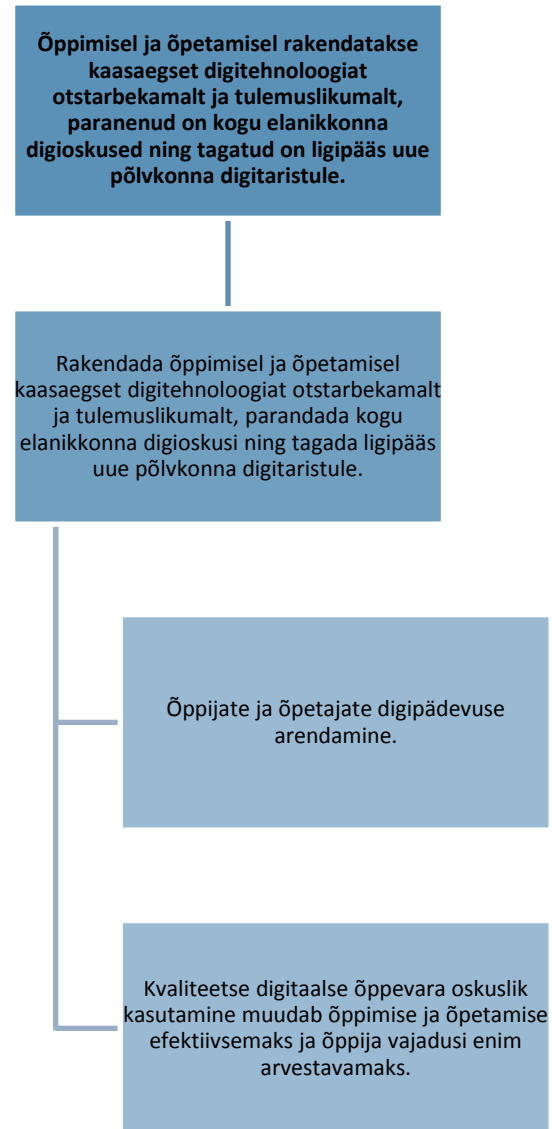 Õppimisel ja õpetamisel rakendatakse
kaasaegset digitehnoloogiat
otstarbekamalt ja tulemuslikumalt,
paranenud on kogu elanikkonna
digioskused ning tagatud on ligipääs uue
põlvkonna digitaristule.
Rakendada õppimisel ja õpetamisel
kaasaegset digitehnoloogiat otstarbekamalt
ja tulemuslikumalt, parandada kogu
elanikkonna digioskusi ning tagada ligipääs
uue põlvkonna digitaristule.
Õppijate ja õpetajate digipädevuse
arendamine.
Kvaliteetse digitaalse õppevara oskuslik
kasutamine muudab õppimise ja õpetamise
efektiivsemaks ja õppija vajadusi enim
arvestavamaks.